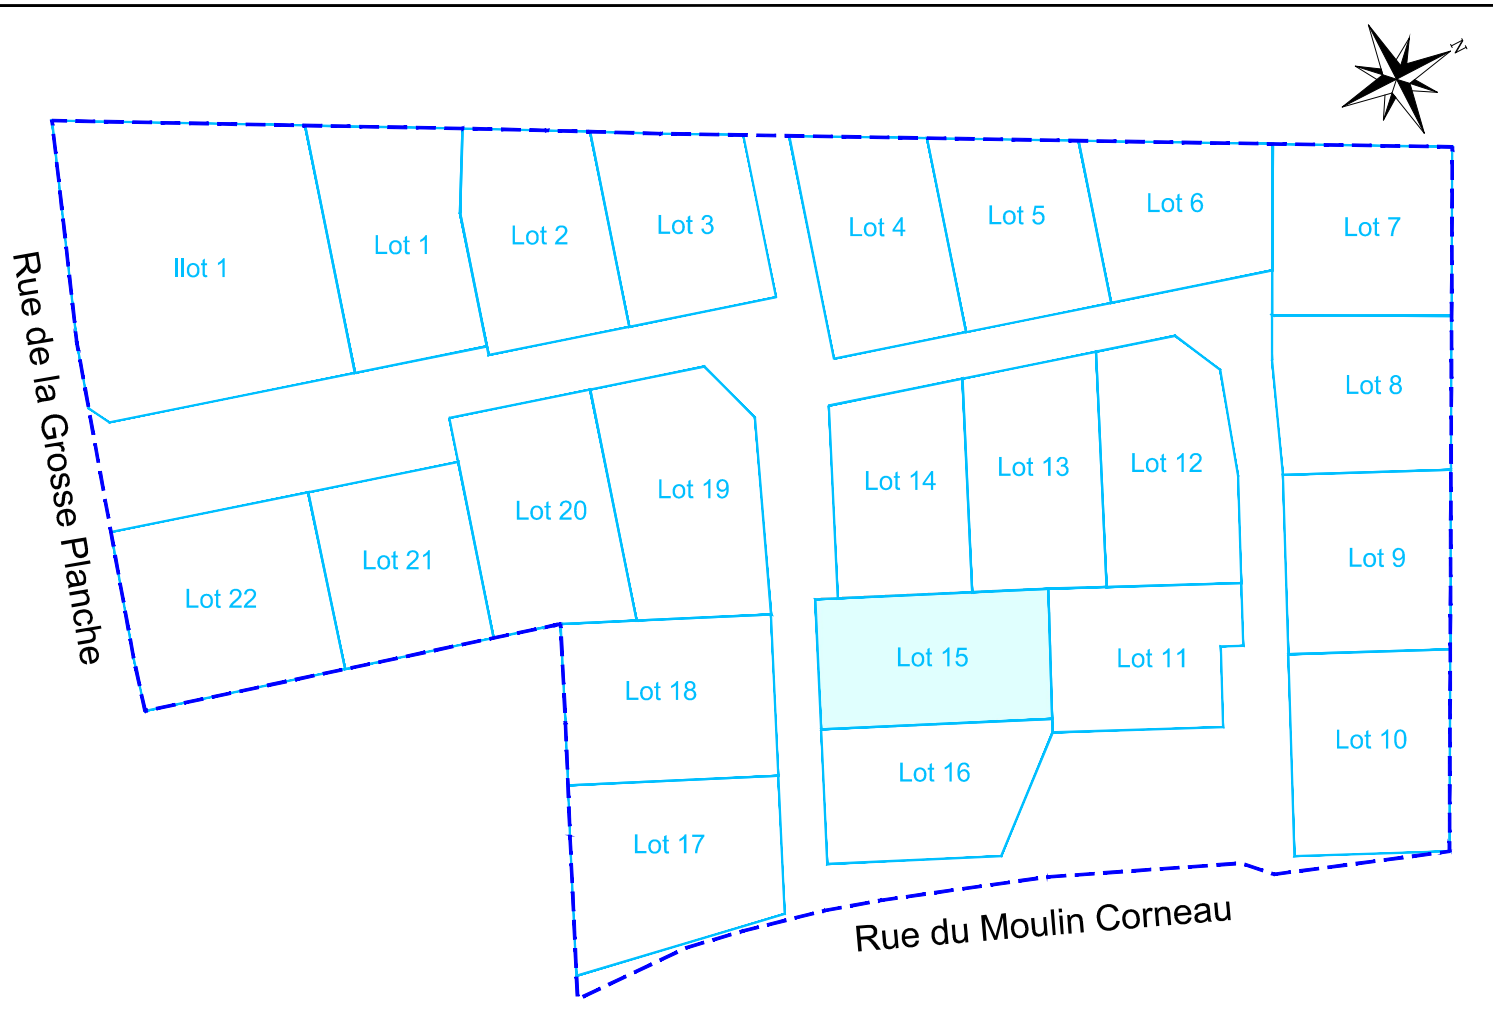 N
Lot 6
Lot 5
Lot 3
Lot 4
Lot 7
Lot 2
Lot 1
Ilot 1
Rue de la Grosse Planche
Lot 8
Lot 12
Lot 13
Lot 14
Lot 19
Lot 20
Lot 21
Lot 22
Lot 9
Lot 15
Lot 11
Lot 18
Lot 10
Lot 16
Lot 17
Rue du Moulin Corneau